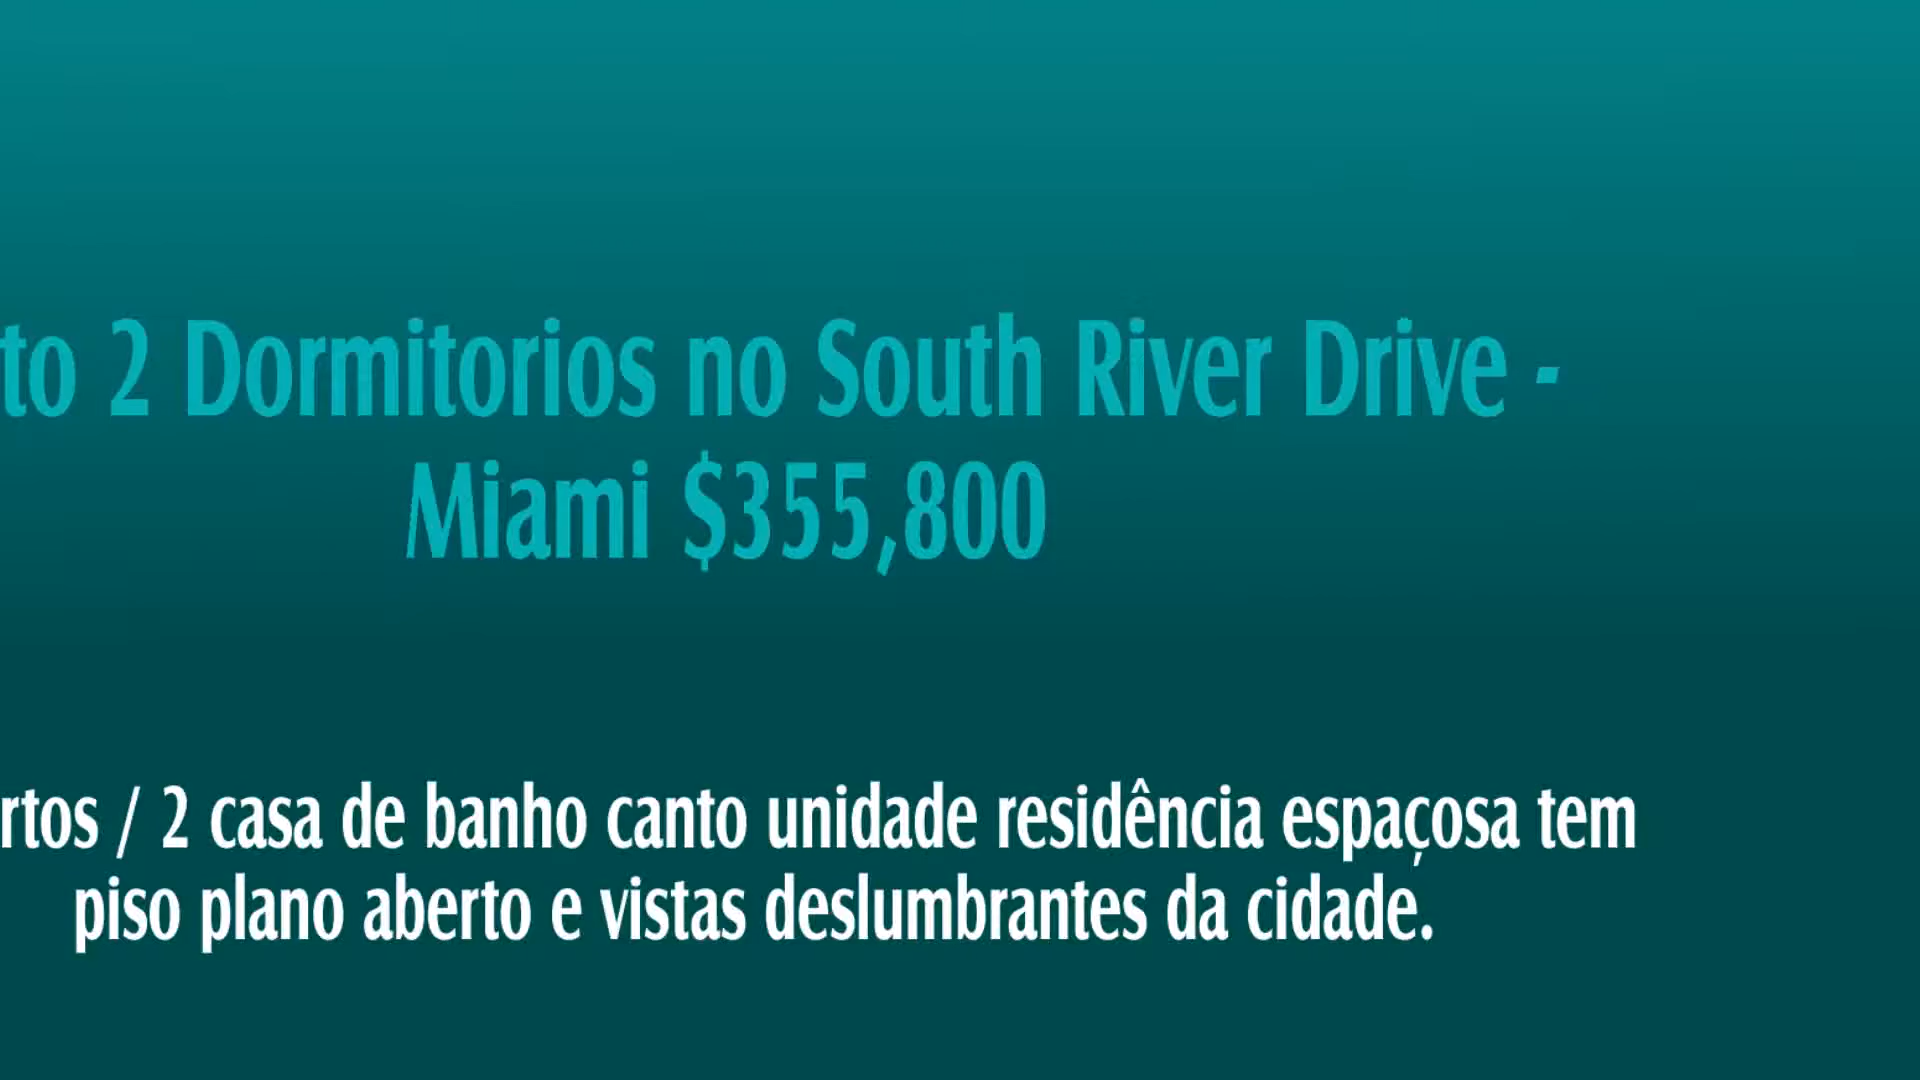 to 2 Dormitorios no South River Drive -
Miami $355,800
rtos / 2 casa de banho canto unidade residência espaçosa tem
piso plano aberto e vistas deslumbrantes da cidade.